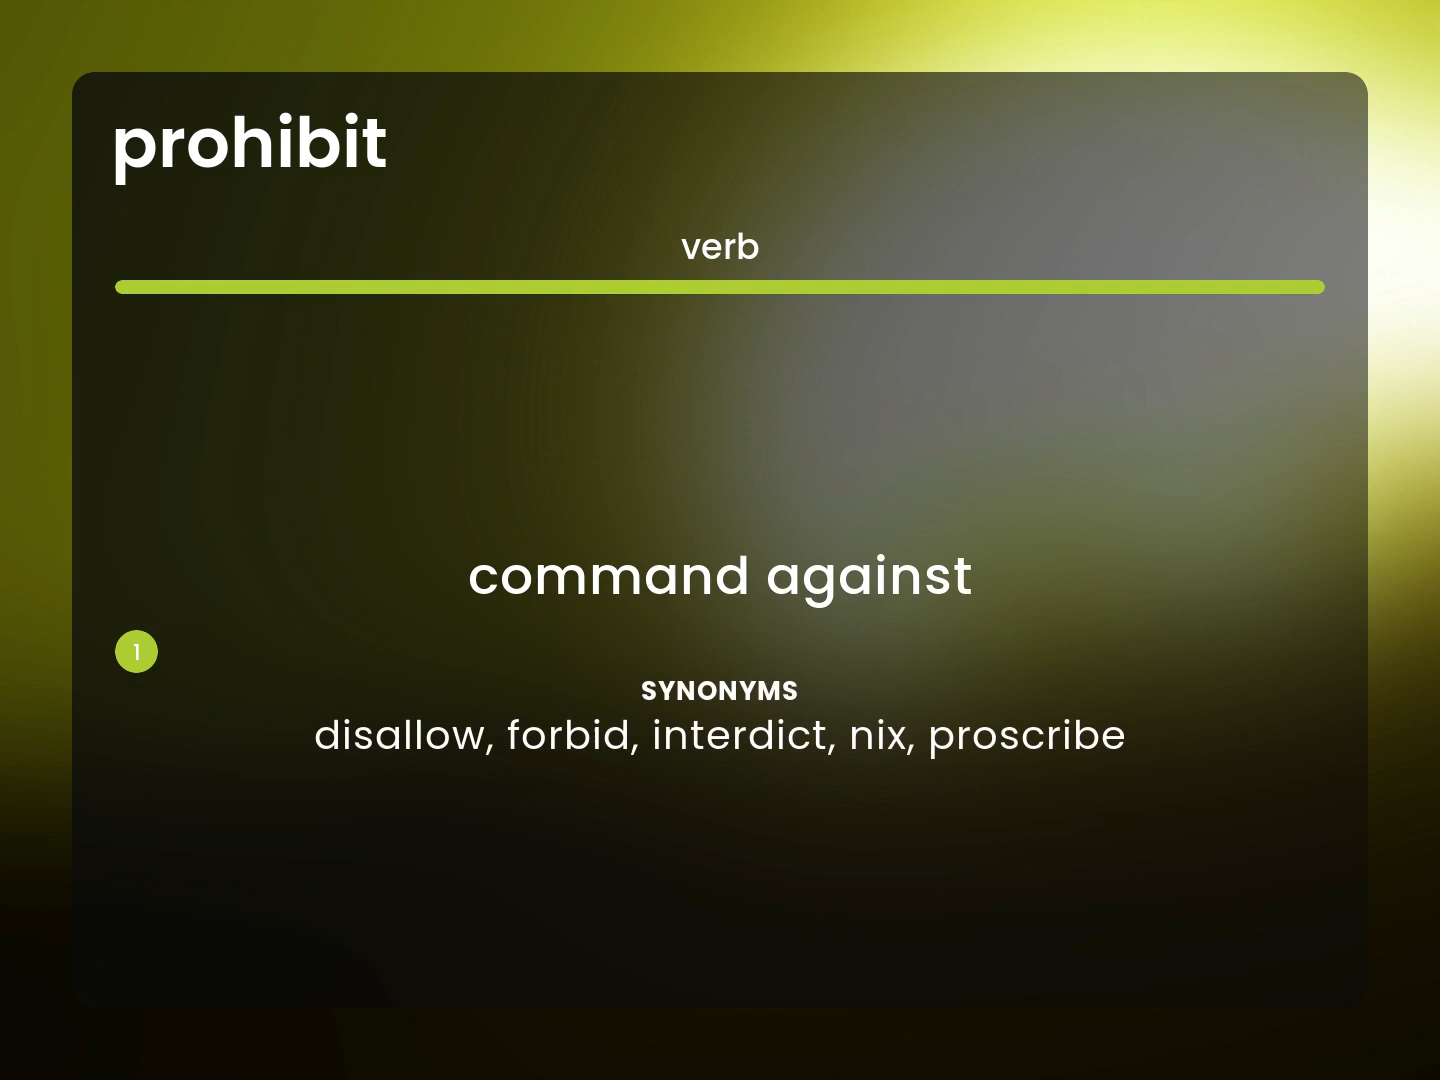 prohibit
verb
command against
1
SYNONYMS
disallow, forbid, interdict, nix, proscribe